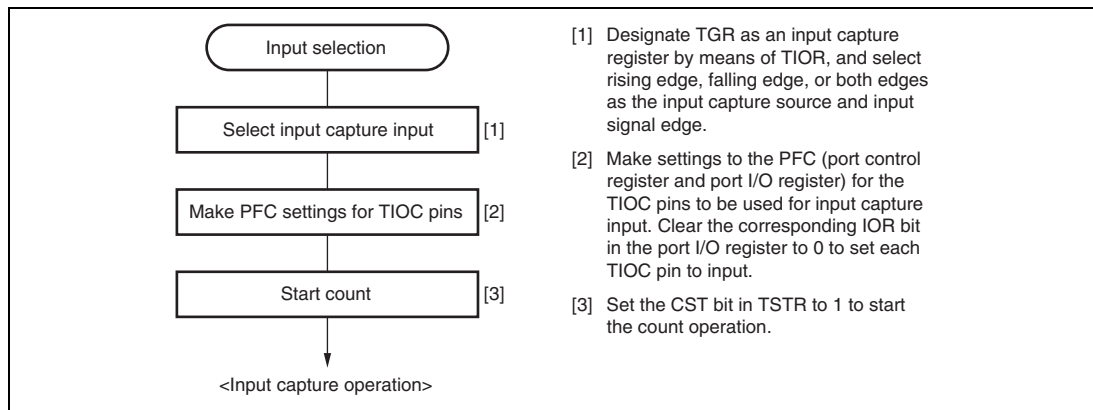 Input selection
Select input capture input
[1]
Make PFC settings for TIOC pins
[2]
Start count
[3]
<Input capture operation>
[1] Designate TGR as an input capture
register by means of TIOR, and select
rising edge, falling edge, or both edges
as the input capture source and input
signal edge.
[2] Make settings to the PFC (port control
register and port I/O register) for the
TIOC pins to be used for input capture
input. Clear the corresponding IOR bit
in the port I/O register to 0 to set each
TIOC pin to input.
[3] Set the CST bit in TSTR to 1 to start
the count operation.